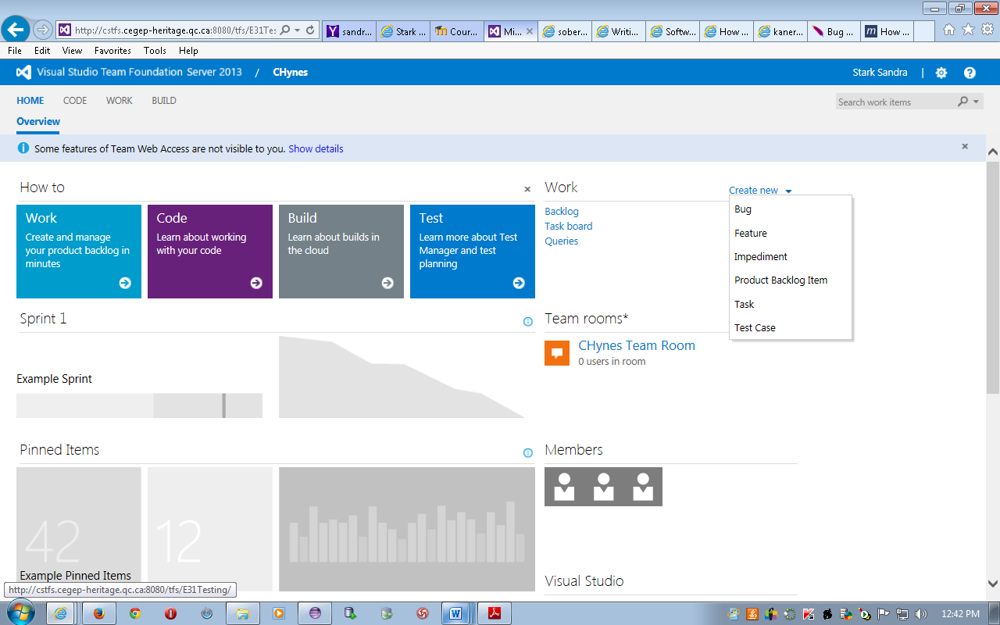 http://cstfs.cegep-heritage.qc.ca:8080/tfs/E31Tes
sandr...
Stark ...
Cour...
Mi...
sober...
Writi...
Softw...
How ...
kaner...
Bug ...
How ...
File Edit View Favorites Tools Help
Visual Studio Team Foundation Server 2013 / CHynes
Stark Sandra
HOME CODE WORK BUILD
Search work items
Overview
Some features of Team Web Access are not visible to you. Show details
How to
Work
Create and manage
your product backlog in
minutes
Code
Learn about working
with your code
Build
Learn about builds in
the cloud
Test
Learn more about Test
Manager and test
planning
Work
Create new
Backlog
Task board
Queries
Bug
Feature
Impediment
Product Backlog Item
Task
Test Case
Sprint 1
Example Sprint
Team rooms*
CHynes Team Room
0 users in room
Pinned Items
42
12
Example Pinned Items
Members
Visual Studio
http://cstfs.cegep-heritage.qc.ca:8080/tfs/E31Testing/
12:42 PM